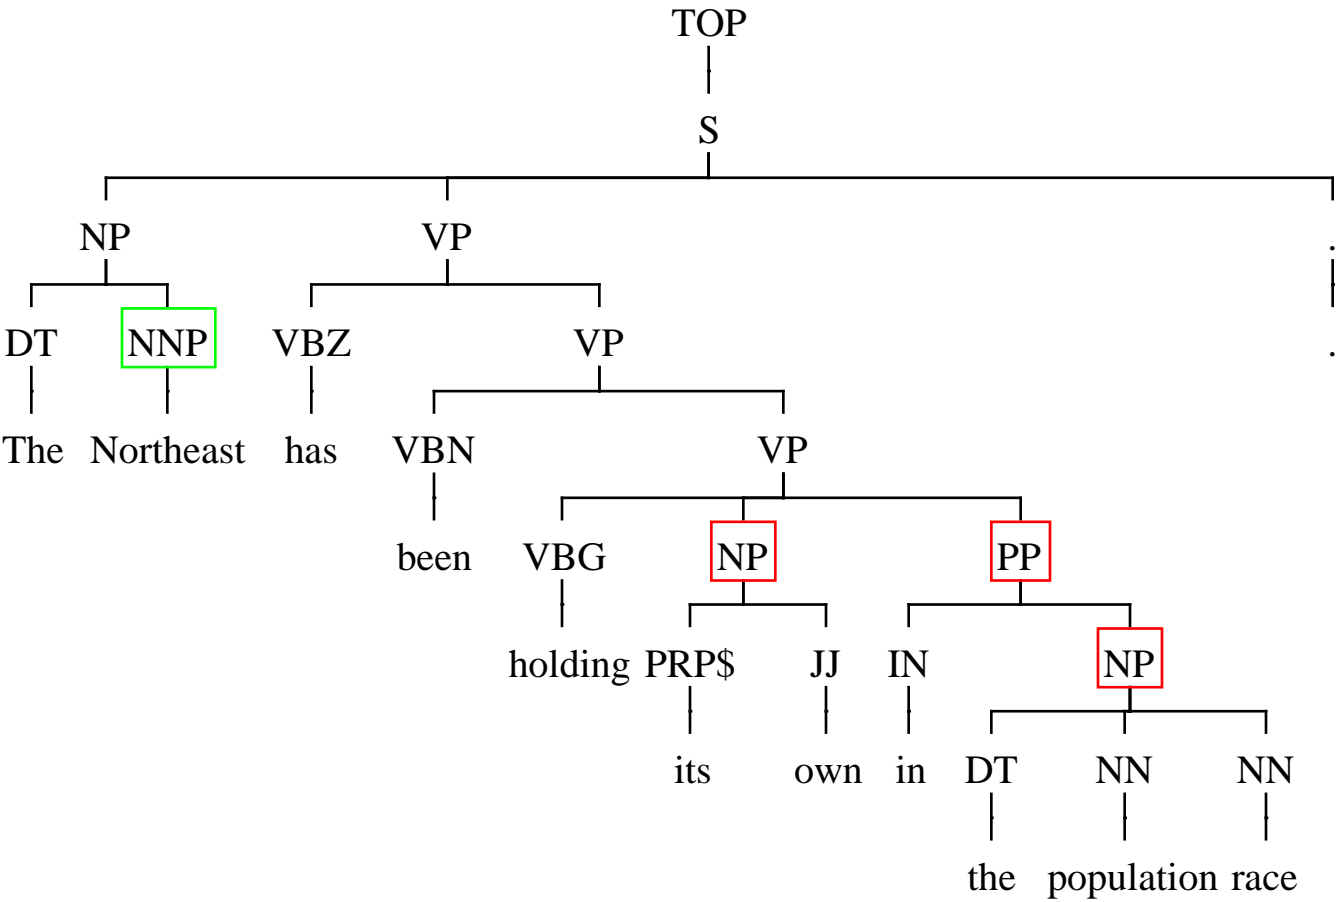 TOP
S
NP VP .
DT NNP VBZ VP .
The Northeast has VBN VP
been VBG NP PP
holding PRP$ JJ IN NP
its own in DT NN NN
the population race